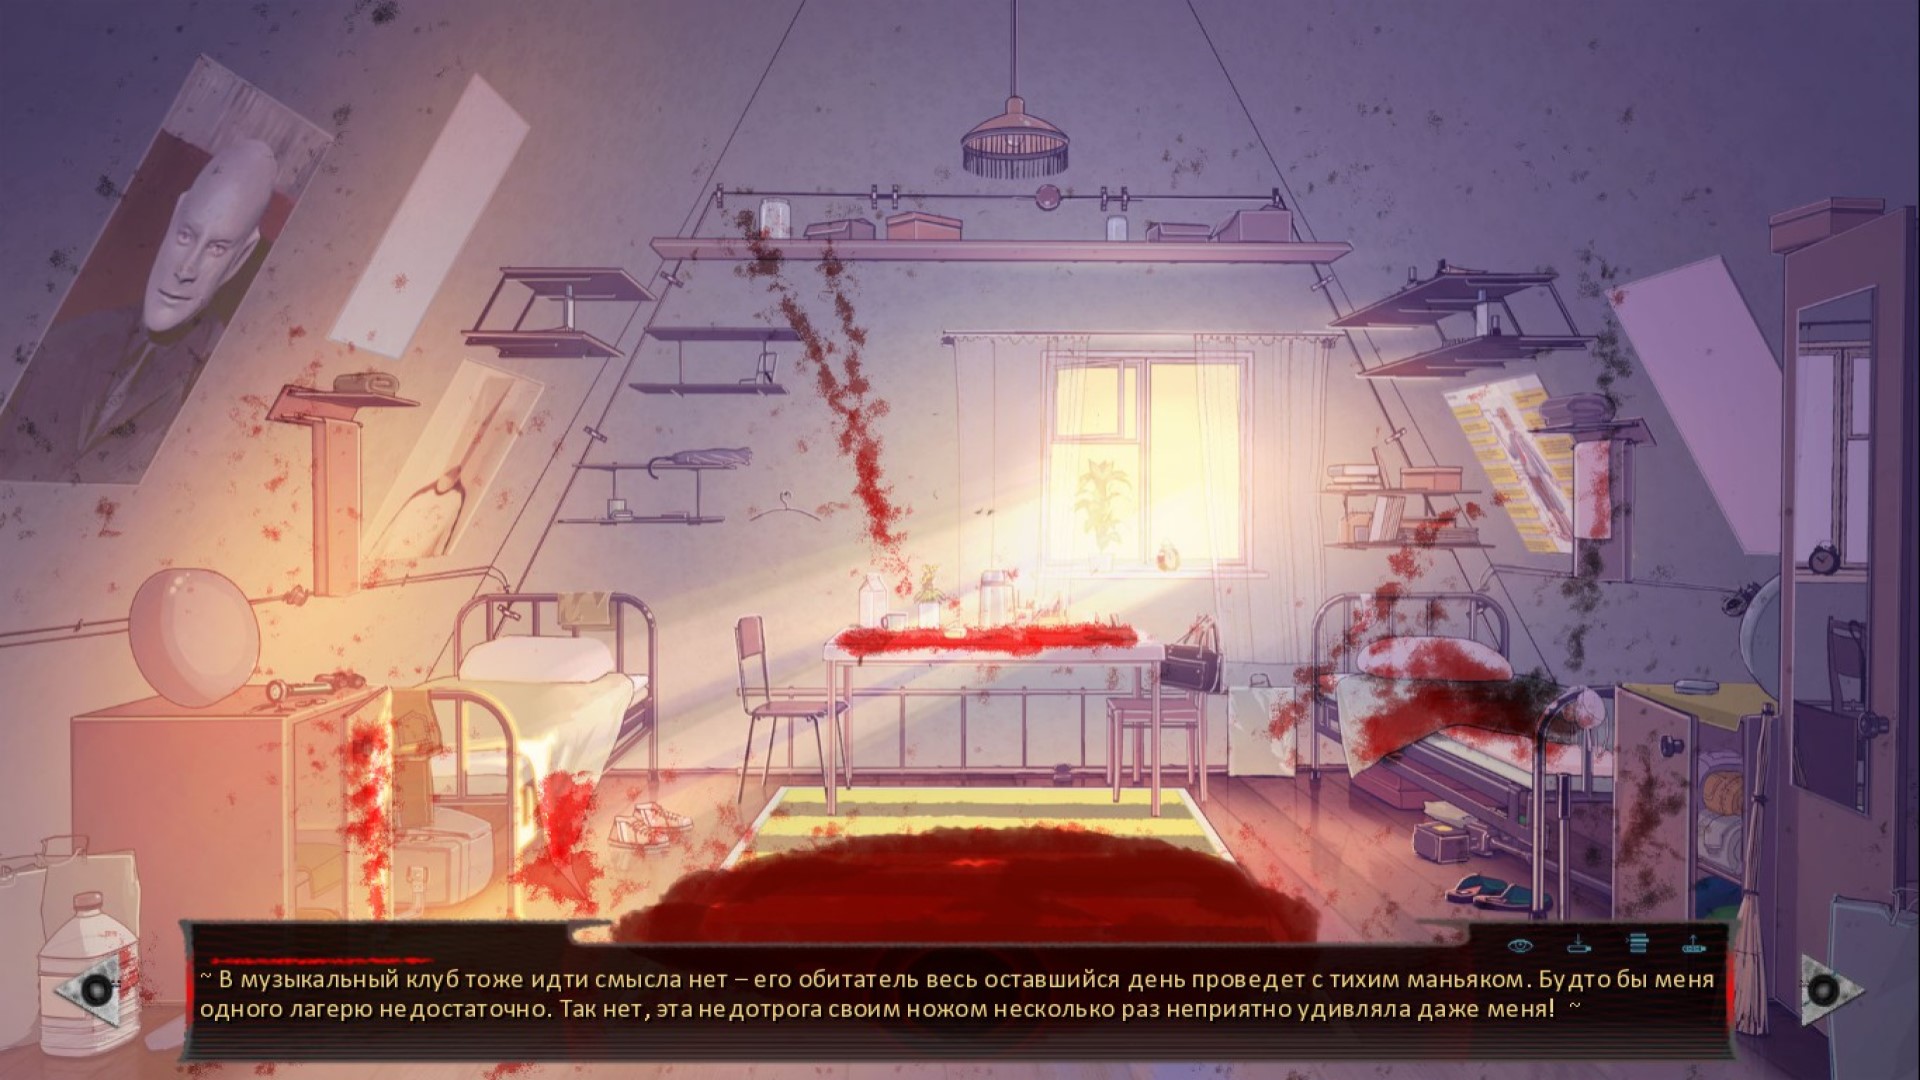 ~ В музыкальный клуб тоже идти смысла нет – его обитатель весь оставшийся день проведет с тихим маньяком. Будто бы меня
одного лагерю недостаточно. Так нет, эта недотрога своим ножом несколько раз неприятно удивляла даже меня! ~